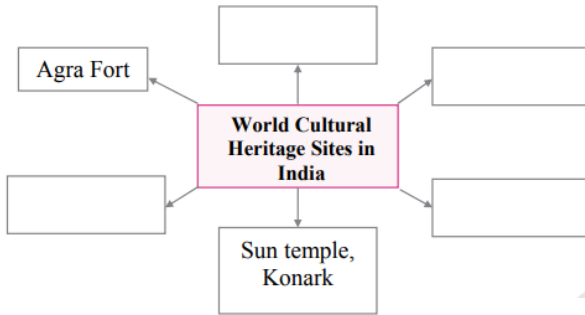 Agra Fort
World Cultural
Heritage Sites in
India
Sun temple,
Konark